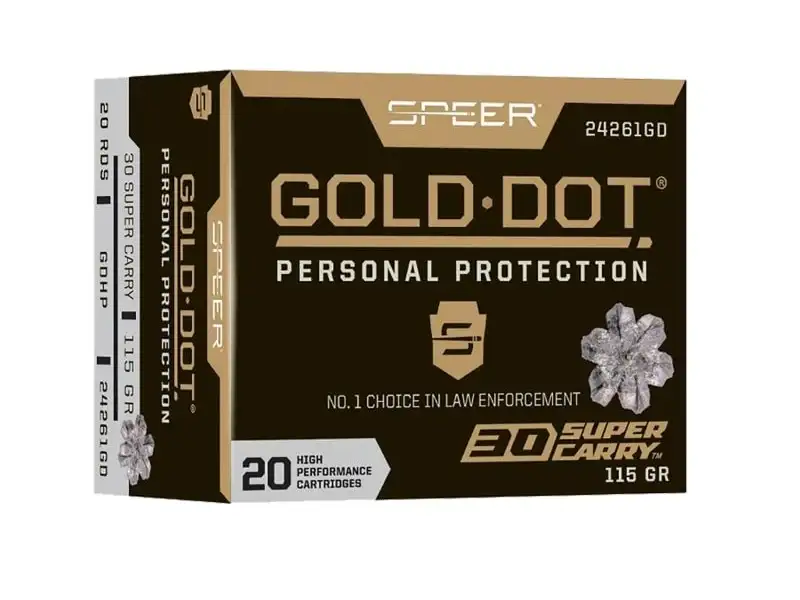 SPEER
24261GD
GOLD·DOT®
PERSONAL PROTECTION
NO. 1 CHOICE IN LAW ENFORCEMENT
30 SUPER CARRY™
115 GR
20 HIGH PERFORMANCE CARTRIDGES
SPEER
GOLD·DOT®
PERSONAL PROTECTION
30 SUPER CARRY 115 GR
20 RDS GDHP 24261GD